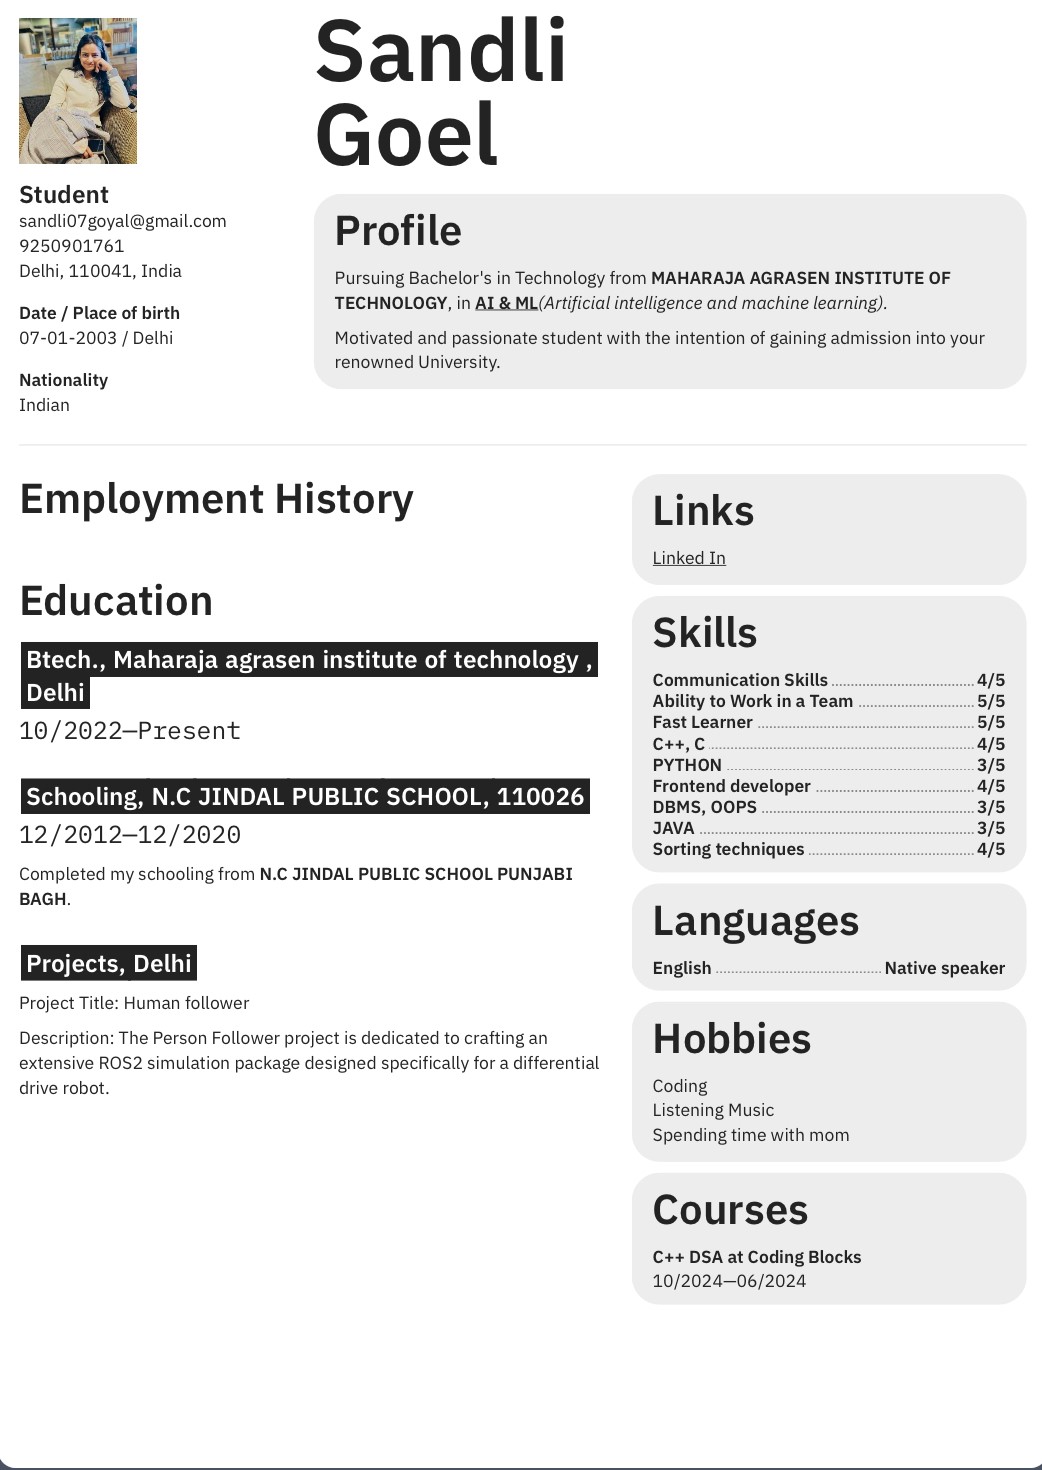 Sandli
Goel
Student
sandli07goyal@gmail.com
9250901761
Delhi, 110041, India
Date / Place of birth
07-01-2003 / Delhi
Nationality
Indian
Profile
Pursuing Bachelor's in Technology from MAHARAJA AGRASEN INSTITUTE OF
TECHNOLOGY, in AI & ML(Artificial intelligence and machine learning).
Motivated and passionate student with the intention of gaining admission into your
renowned University.
Employment History
Education
Btech., Maharaja agrasen institute of technology ,
Delhi
10/2022—Present
Schooling, N.C JINDAL PUBLIC SCHOOL, 110026
12/2012—12/2020
Completed my schooling from N.C JINDAL PUBLIC SCHOOL PUNJABI
BAGH.
Projects, Delhi
Project Title: Human follower
Description: The Person Follower project is dedicated to crafting an
extensive ROS2 simulation package designed specifically for a differential
drive robot.
Links
Linked In
Skills
Communication Skills 4/5
Ability to Work in a Team 5/5
Fast Learner 5/5
C++, C 4/5
PYTHON 3/5
Frontend developer 4/5
DBMS, OOPS 3/5
JAVA 3/5
Sorting techniques 4/5
Languages
English Native speaker
Hobbies
Coding
Listening Music
Spending time with mom
Courses
C++ DSA at Coding Blocks
10/2024—06/2024